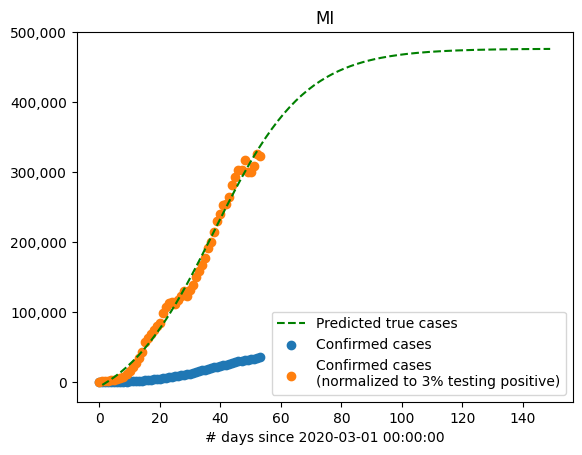 MI
500,000
400,000
300,000
200,000
100,000
0
Predicted true cases
Confirmed cases
Confirmed cases
(normalized to 3% testing positive)
0 20 40 60 80 100 120 140
# days since 2020-03-01 00:00:00